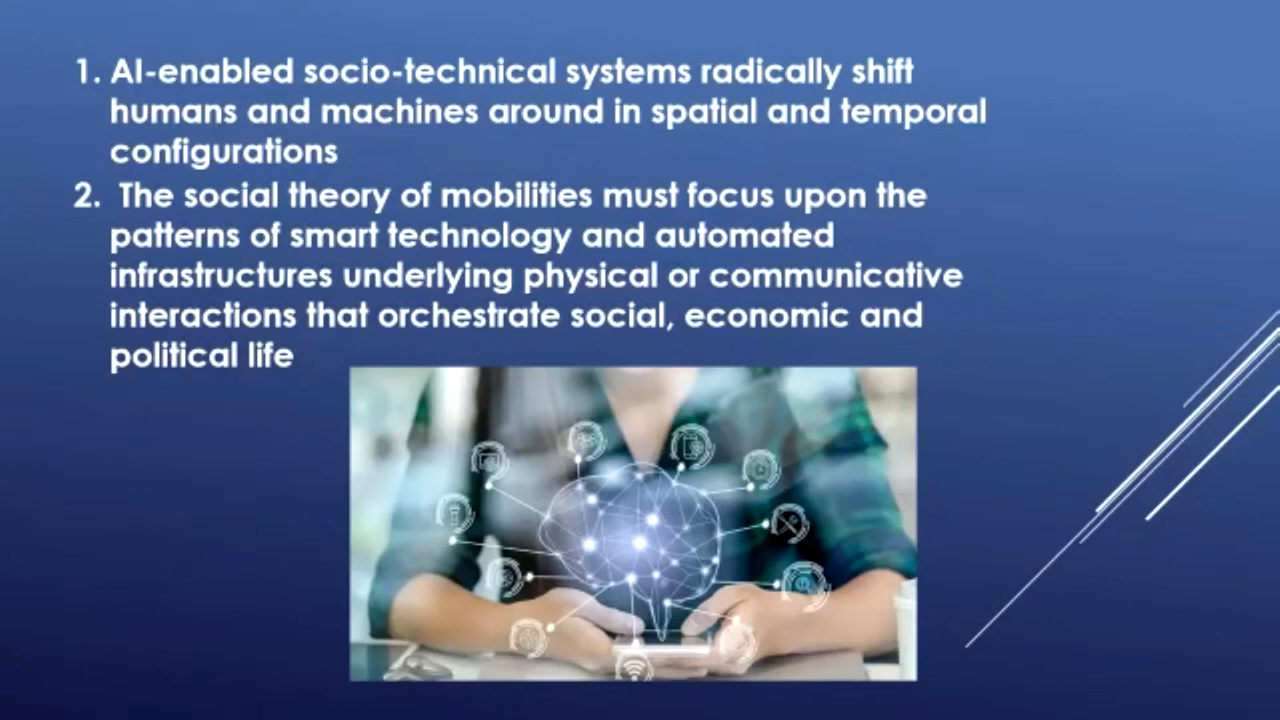 1. AI-enabled socio-technical systems radically shift
humans and machines around in spatial and temporal
configurations
2. The social theory of mobilities must focus upon the
patterns of smart technology and automated
infrastructures underlying physical or communicative
interactions that orchestrate social, economic and
political life